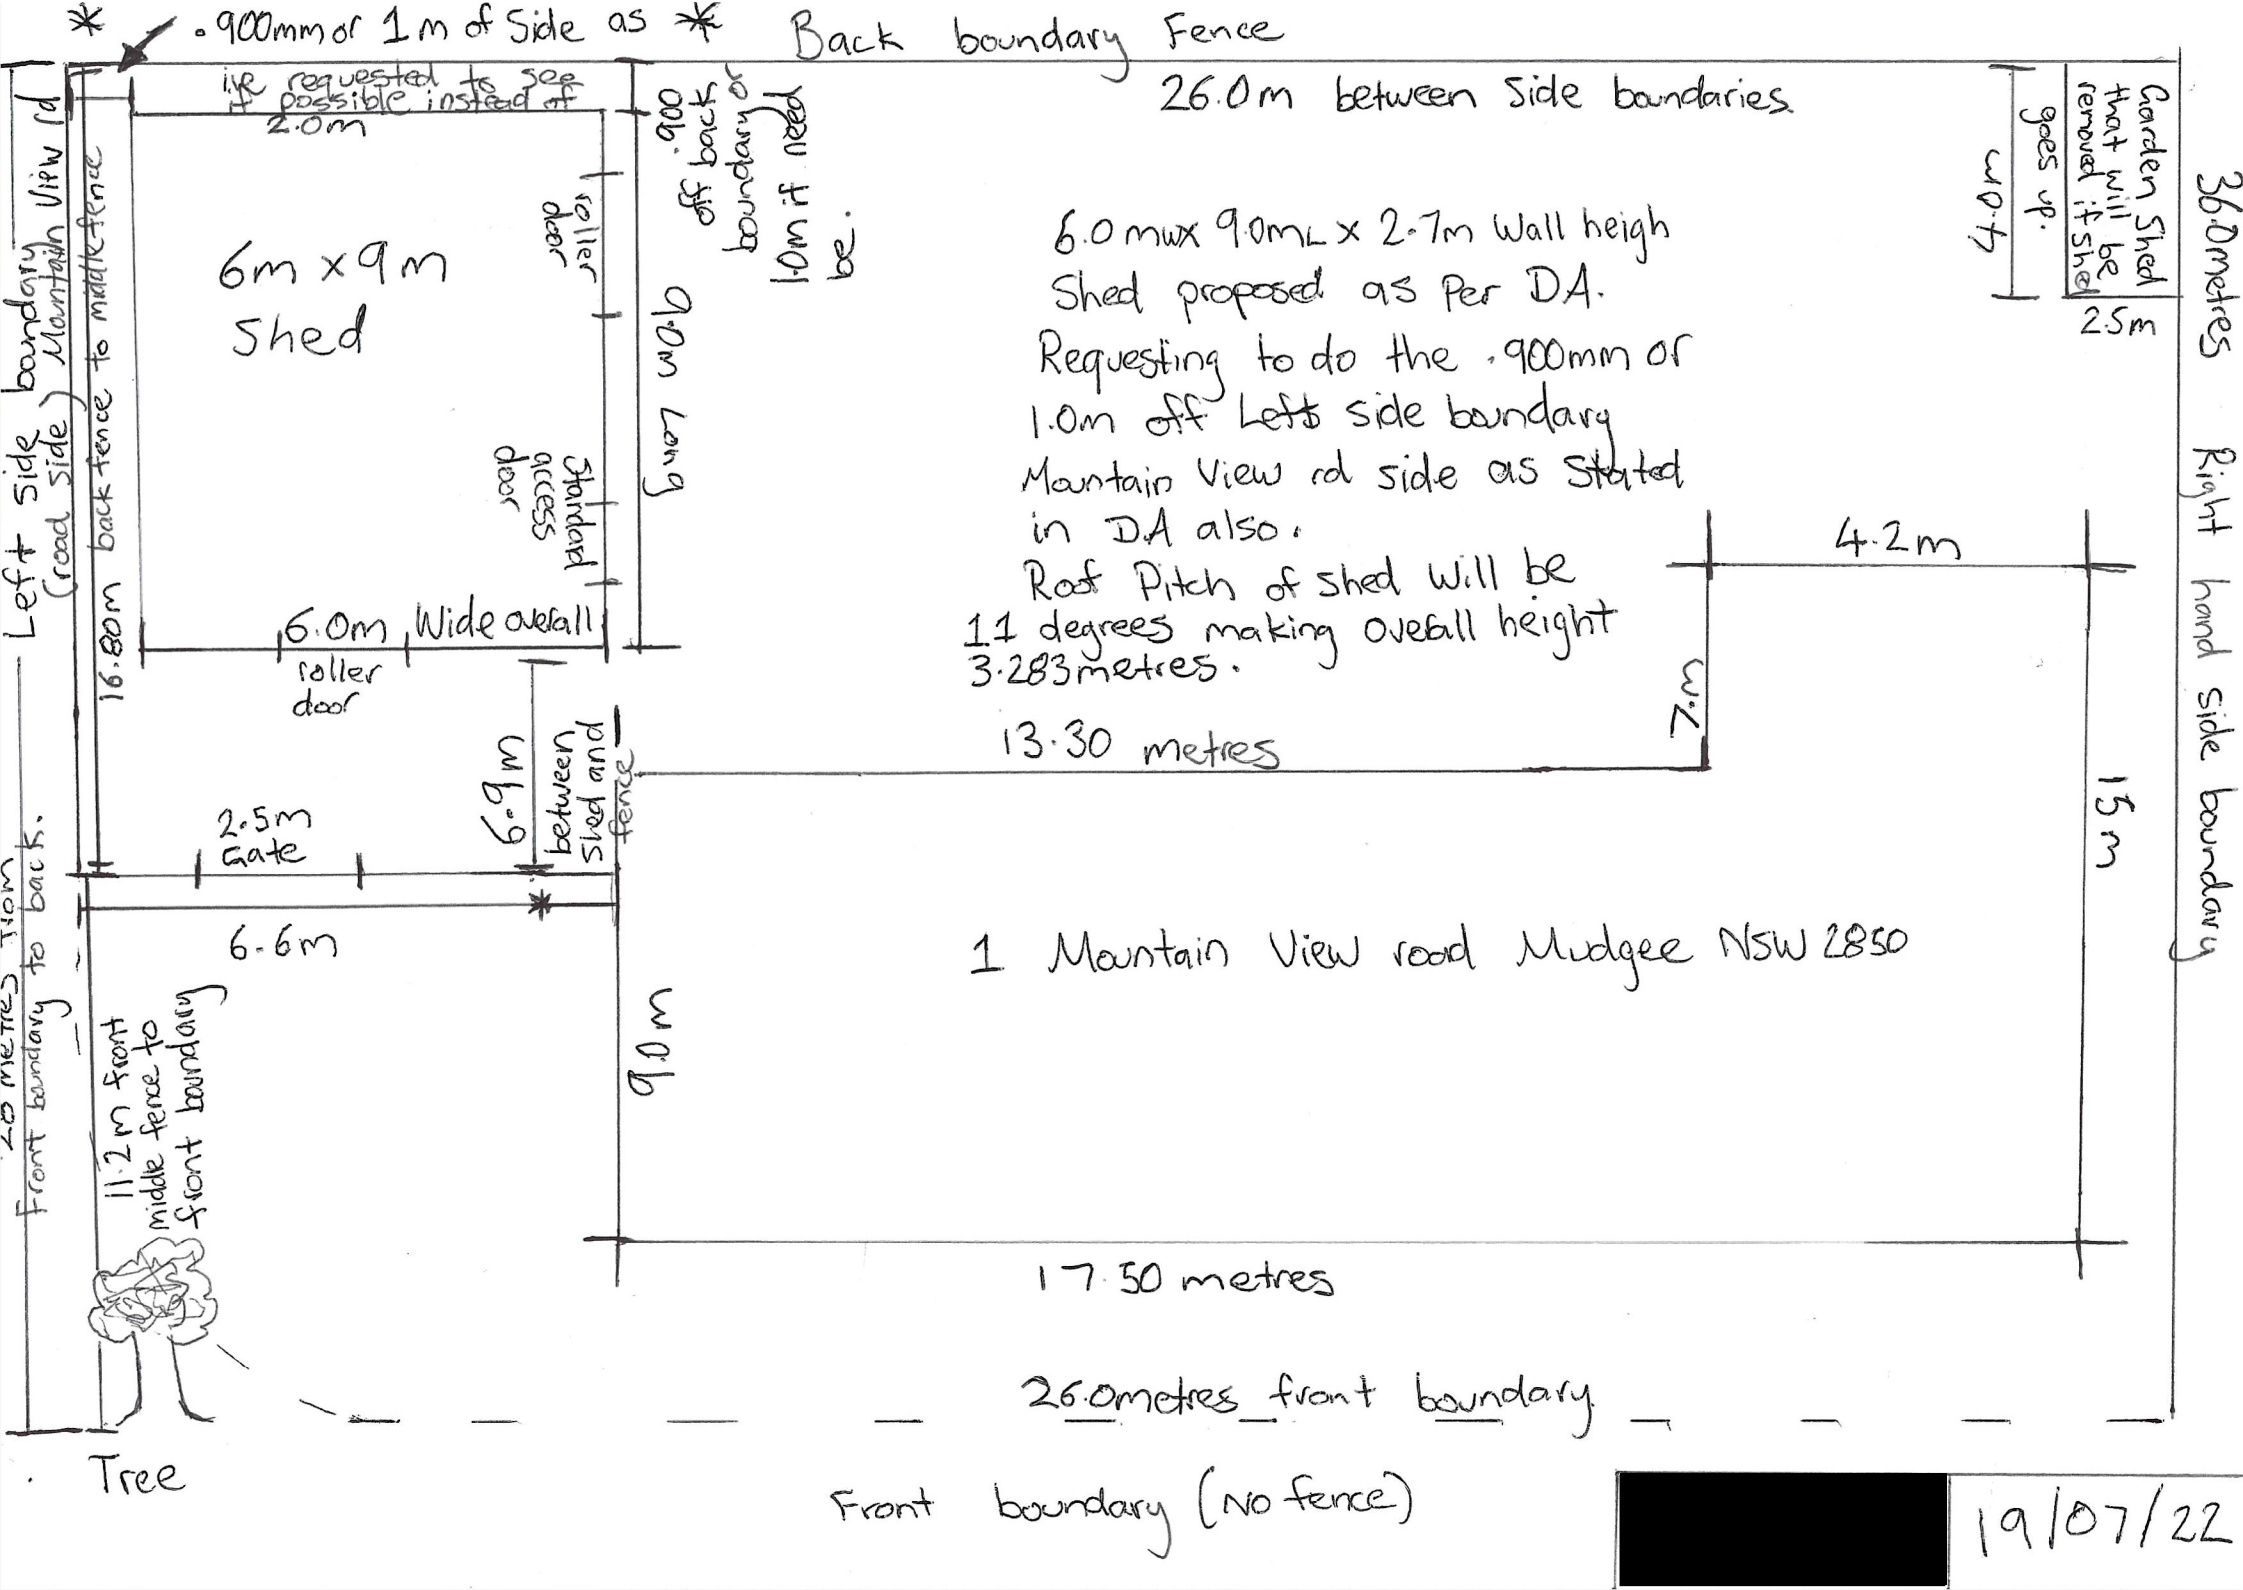 * .900mm or 1m of Side as *
i've requested to see
if possible instead of
2.0m
Back boundary Fence
26.0m between side boundaries.
.900
off back
boundary or
1.0m if need
be.
Garden Shed
that will be
removed if shed
goes up.
4.0m
2.5m
36.0metres Right hand side boundary
Left side boundary
(road side) Mountain View rd
16.80m back fence to middle fence
6m x 9m
Shed
roller
door
9.0m Long
Standard
access
door
6.0m Wide overall
roller
door
6.0mW x 9.0mL x 2.7m Wall heigh
Shed proposed as Per DA.
Requesting to do the .900mm or
1.0m off Left side boundary
Mountain View rd side as Stated
in DA also.
Roof Pitch of shed will be
11 degrees making overall height
3.283metres.
4.2m
7.m
13.30 metres
15m
6.9m
between
shed and
fence
2.5m
Gate
6.6m
metres
front boundary to back.
1 Mountain View road Mudgee NSW 2850
9.0m
11.2m front
middle fence to
front boundary
17.50 metres
26.0metres front boundary
Tree
Front boundary (No fence)
19/07/22